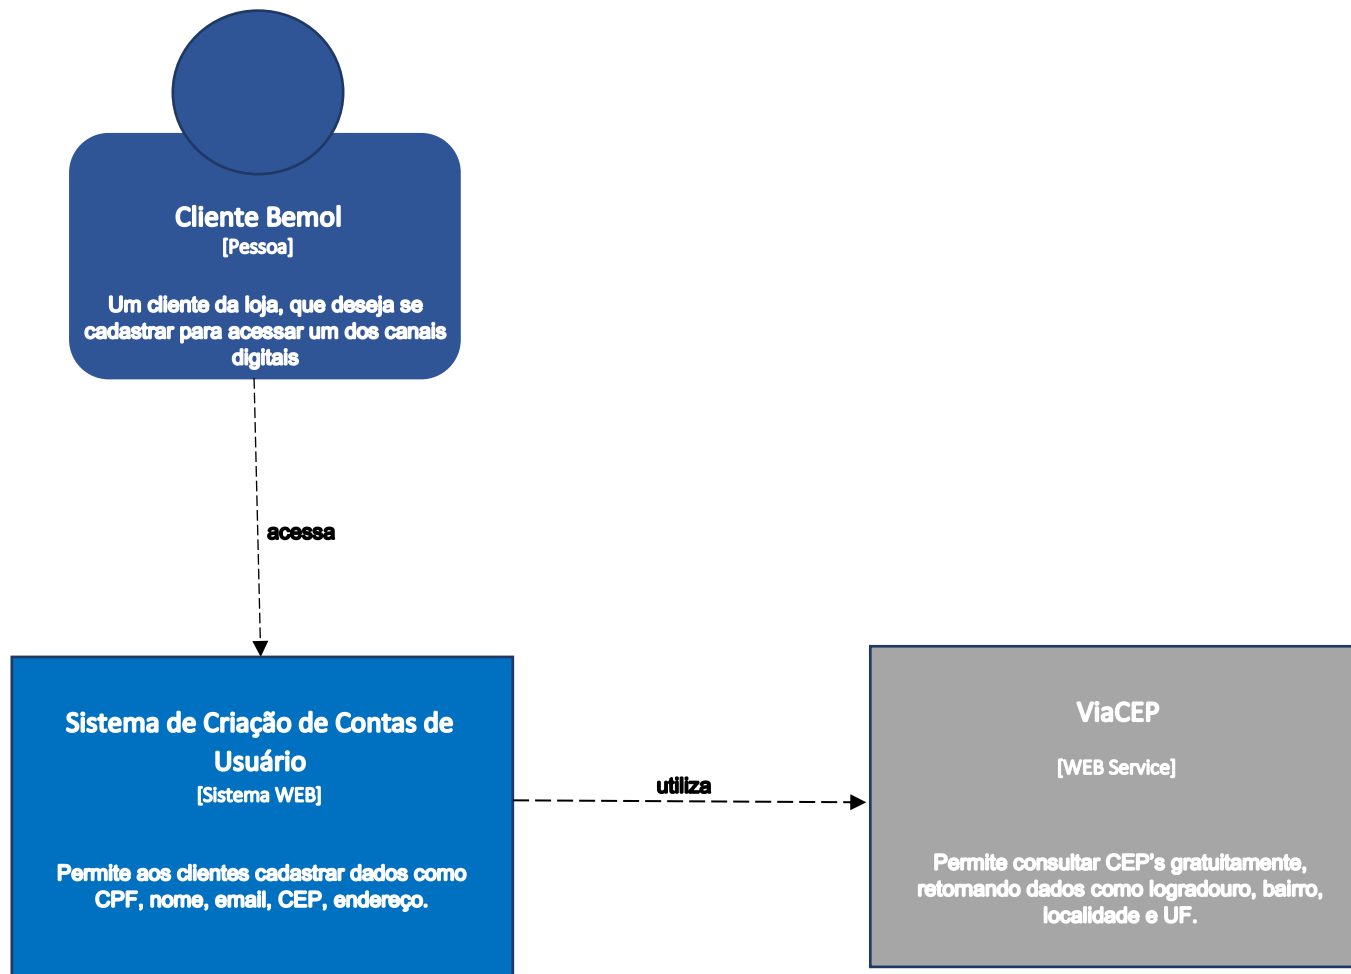 Cliente Bemol
[Pessoa]
Um cliente da loja, que deseja se
cadastrar para acessar um dos canais
digitais
acessa
Sistema de Criação de Contas de
Usuário
[Sistema WEB]
Permite aos clientes cadastrar dados como
CPF, nome, email, CEP, endereço.
utiliza
ViaCEP
[WEB Service]
Permite consultar CEP's gratuitamente,
retornando dados como logradouro, bairro,
localidade e UF.